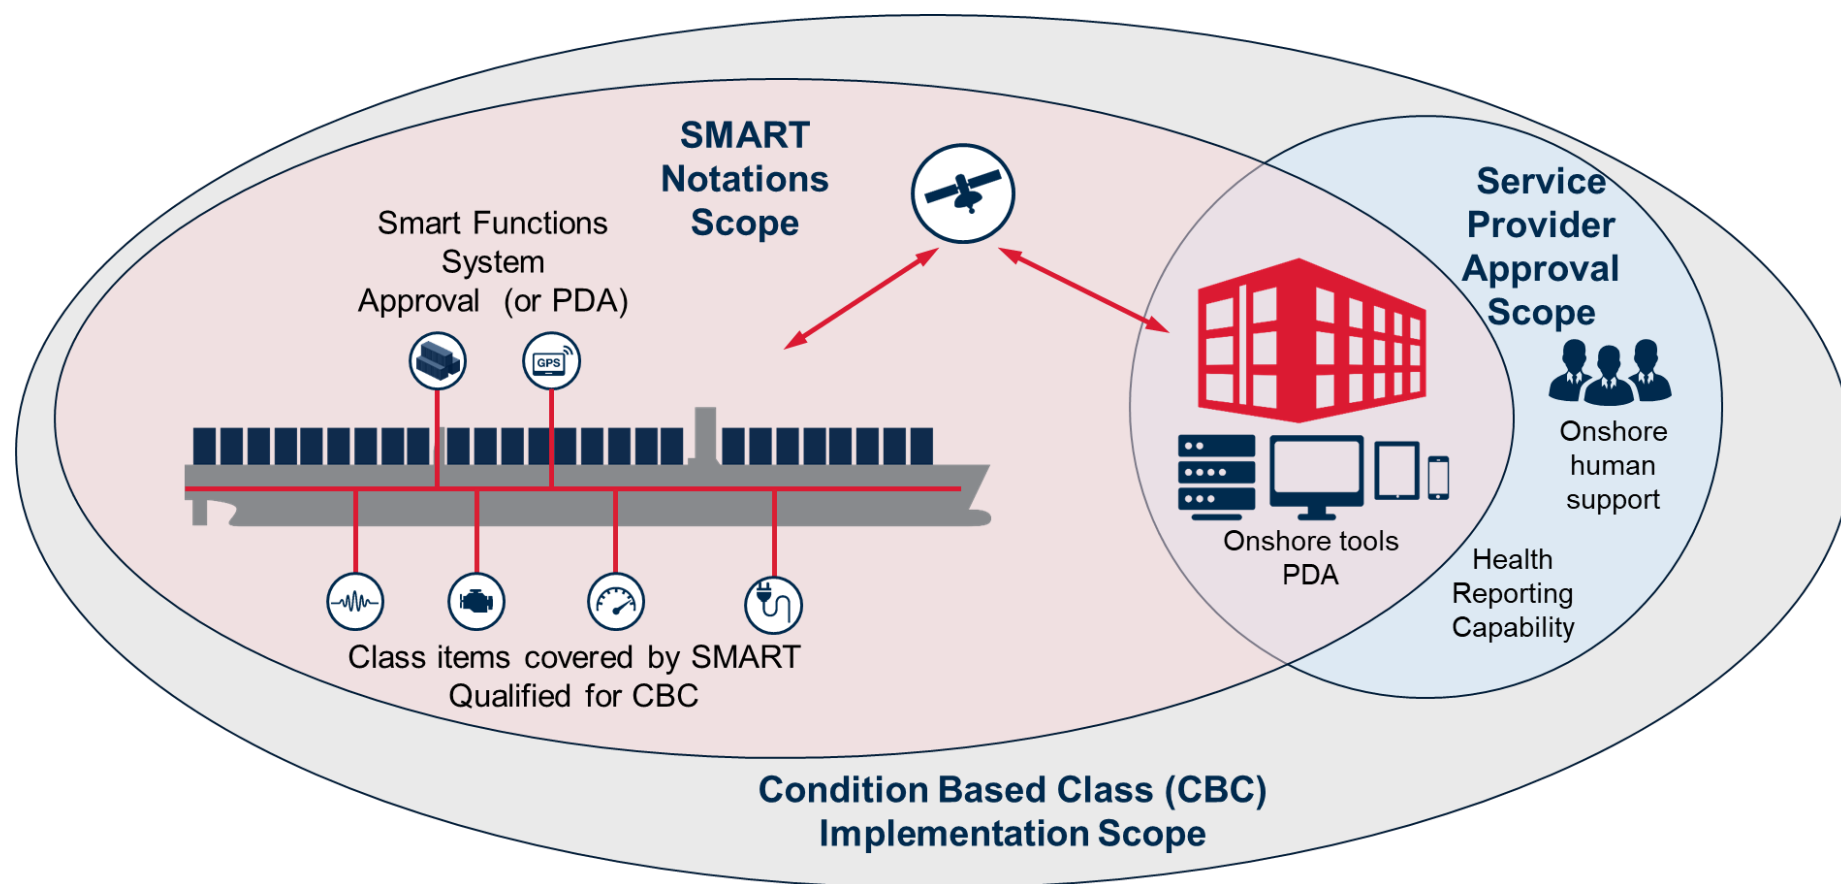 SMART
Notations
Scope
Smart Functions
System
Approval (or PDA)
GPS
Service
Provider
Approval
Scope
Onshore
human
support
Onshore tools
PDA
Health
Reporting
Capability
Class items covered by SMART
Qualified for CBC
Condition Based Class (CBC)
Implementation Scope